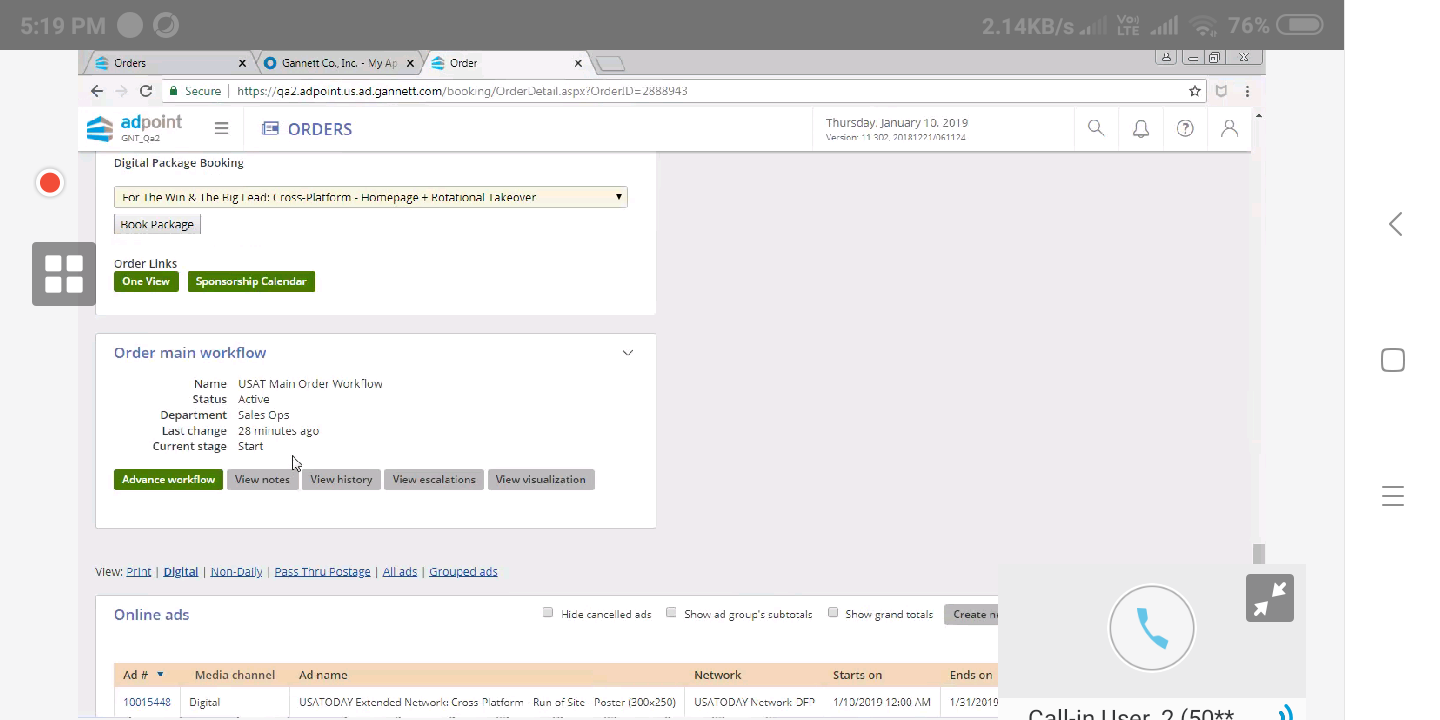 5:19 PM
2.14KB/s Vo) LTE 76%
Orders
Gannett Co., Inc. - My Ap
Order
Secure | https://qa2.adpoint.us.ad.gannett.com/booking/OrderDetail.aspx?OrderID=2888943
adpoint
GNT_Qa2
ORDERS
Thursday, January 10, 2019
Version: 11.302, 20181221/061124
Digital Package Booking
For The Win & The Big Lead: Cross-Platform - Homepage + Rotational Takeover
Book Package
Order Links
One View Sponsorship Calendar
Order main workflow
Name USAT Main Order Workflow
Status Active
Department Sales Ops
Last change 28 minutes ago
Current stage Start
Advance workflow View notes View history View escalations View visualization
View: Print | Digital | Non-Daily | Pass Thru Postage | All ads | Grouped ads
Online ads Hide cancelled ads Show ad group's subtotals Show grand totals Create n
Ad # Media channel Ad name Network Starts on Ends on
10015448 Digital USATODAY Extended Network: Cross Platform Run of Site Poster (300x250) USATODAY Network DFP 1/10/2019 12:00 AM 1/31/2019
Call-in User_2 (50**